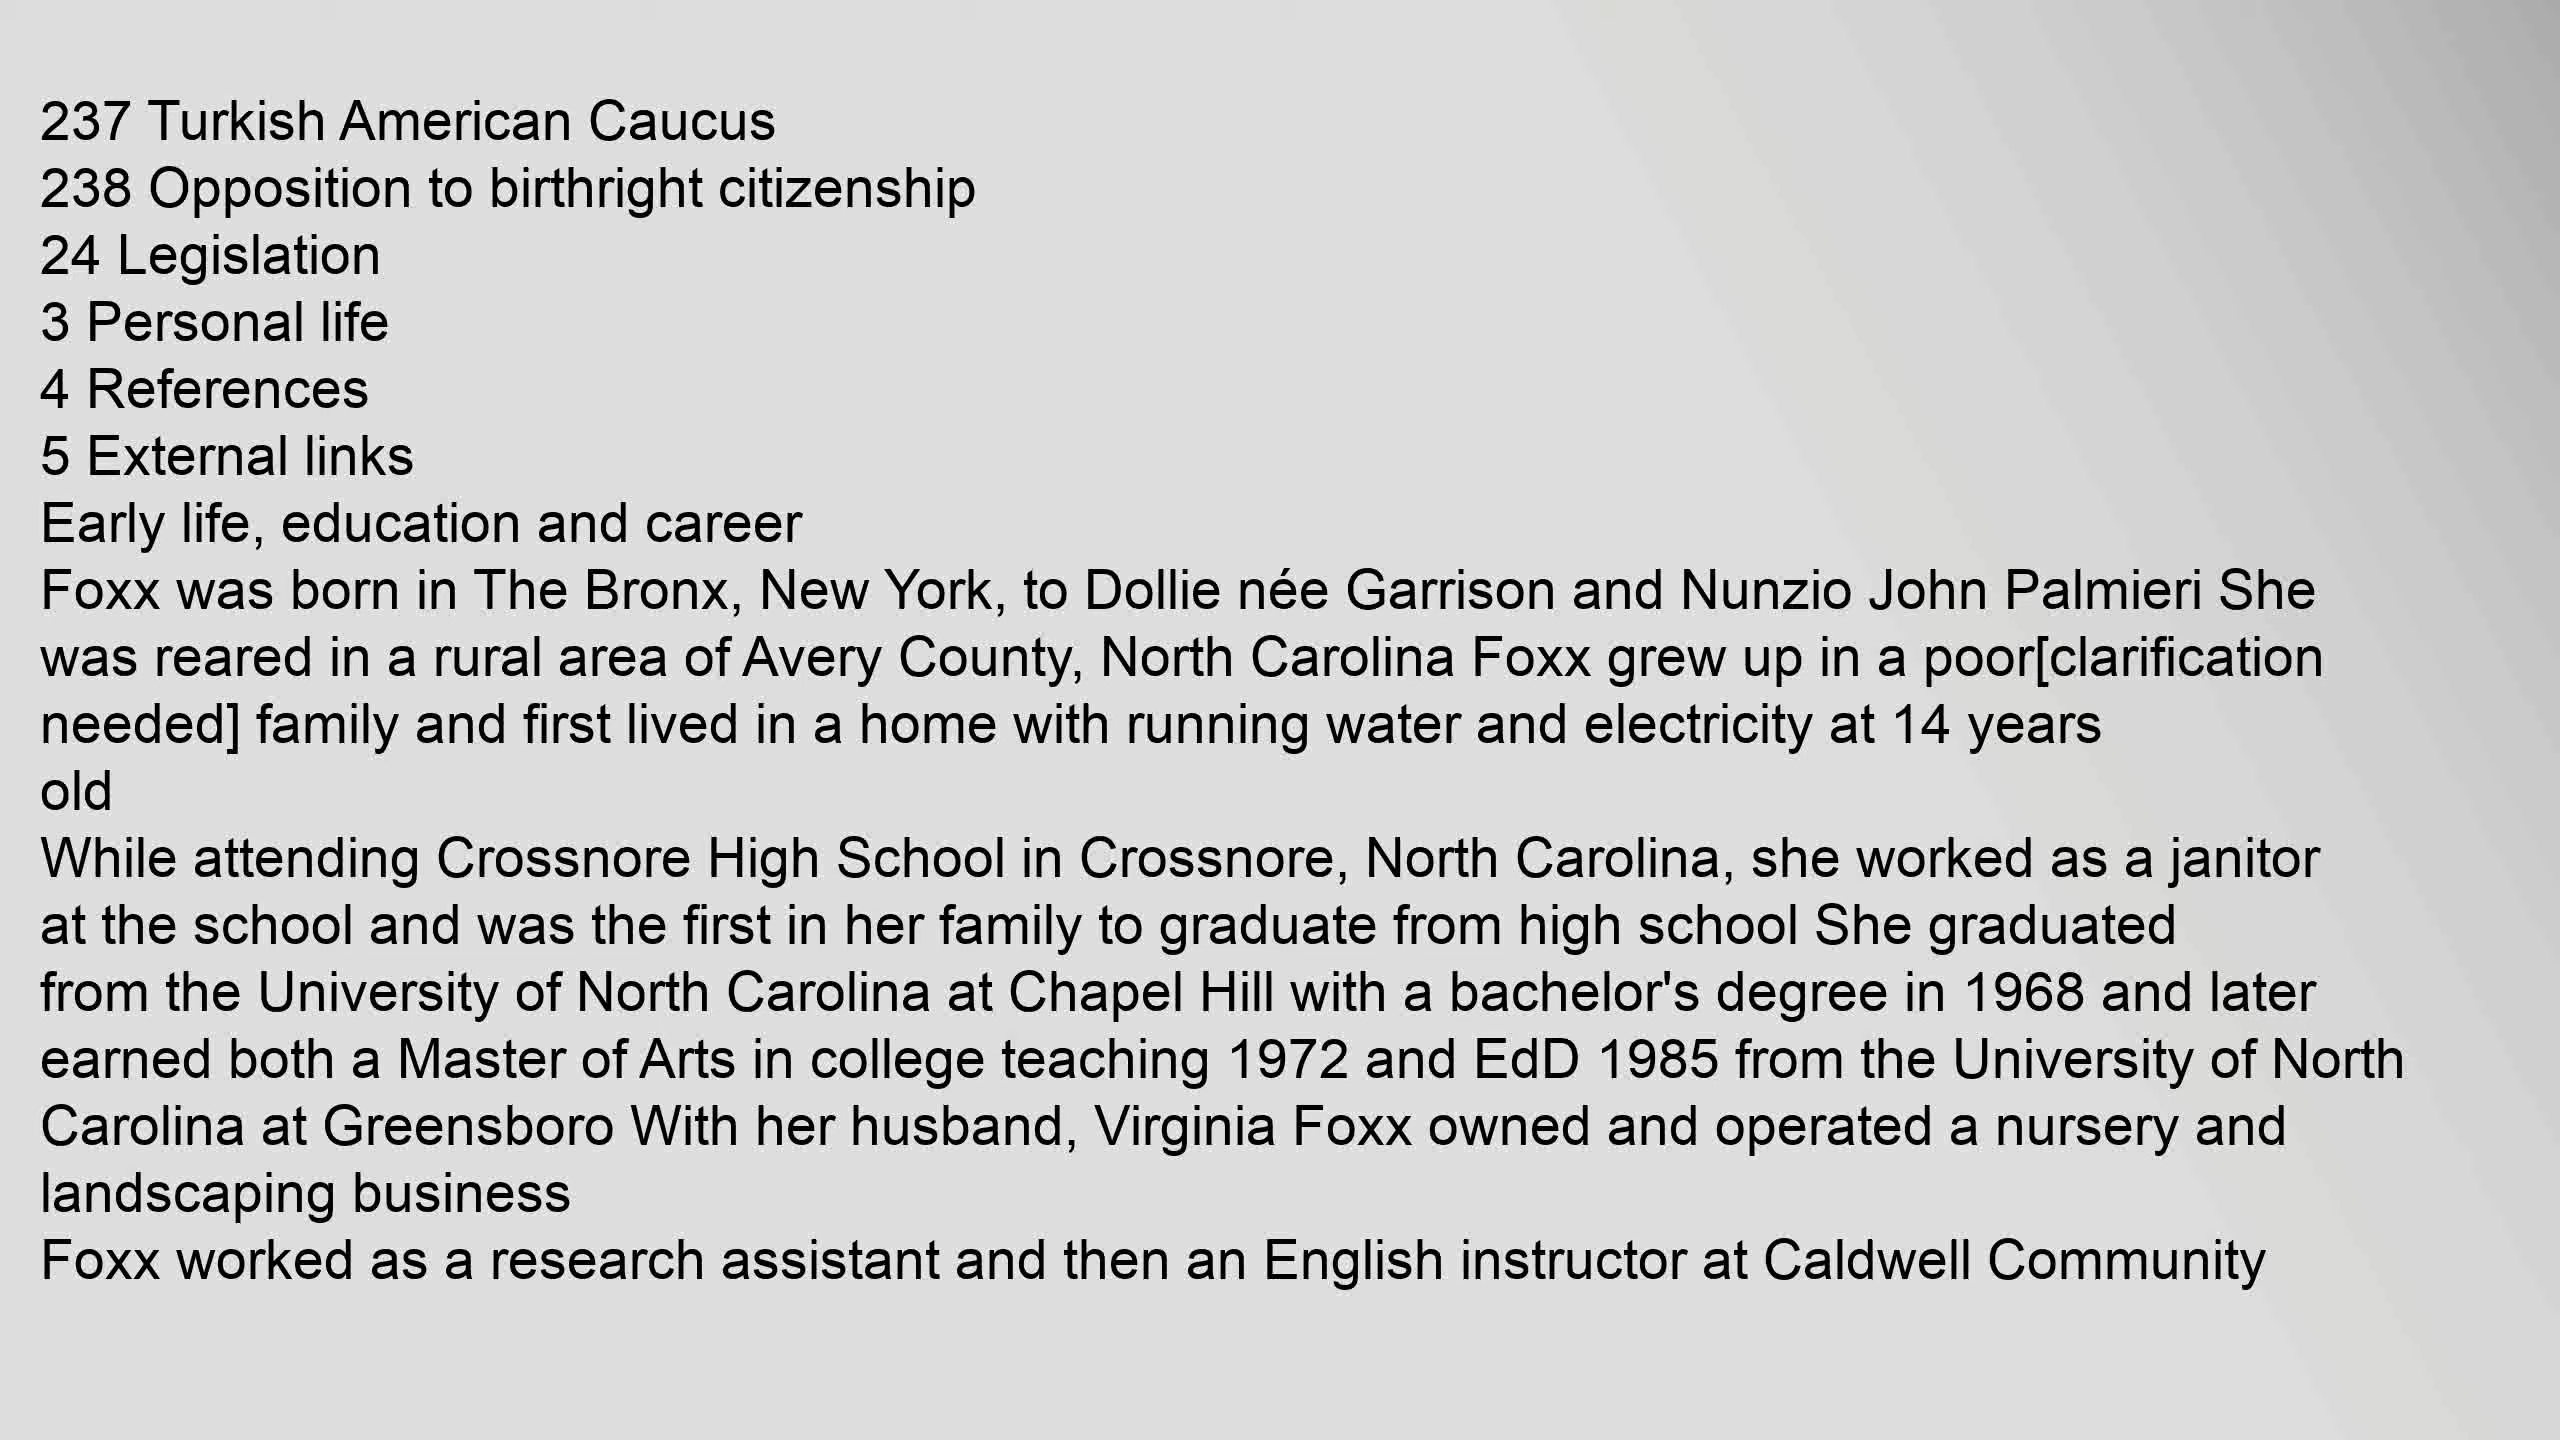 237 Turkish American Caucus
238 Opposition to birthright citizenship
24 Legislation
3 Personal life
4 References
5 External links
Early life, education and career
Foxx was born in The Bronx, New York, to Dollie née Garrison and Nunzio John Palmieri She
was reared in a rural area of Avery County, North Carolina Foxx grew up in a poor[clarification
needed] family and first lived in a home with running water and electricity at 14 years
old
While attending Crossnore High School in Crossnore, North Carolina, she worked as a janitor
at the school and was the first in her family to graduate from high school She graduated
from the University of North Carolina at Chapel Hill with a bachelor's degree in 1968 and later
earned both a Master of Arts in college teaching 1972 and EdD 1985 from the University of North
Carolina at Greensboro With her husband, Virginia Foxx owned and operated a nursery and
landscaping business
Foxx worked as a research assistant and then an English instructor at Caldwell Community